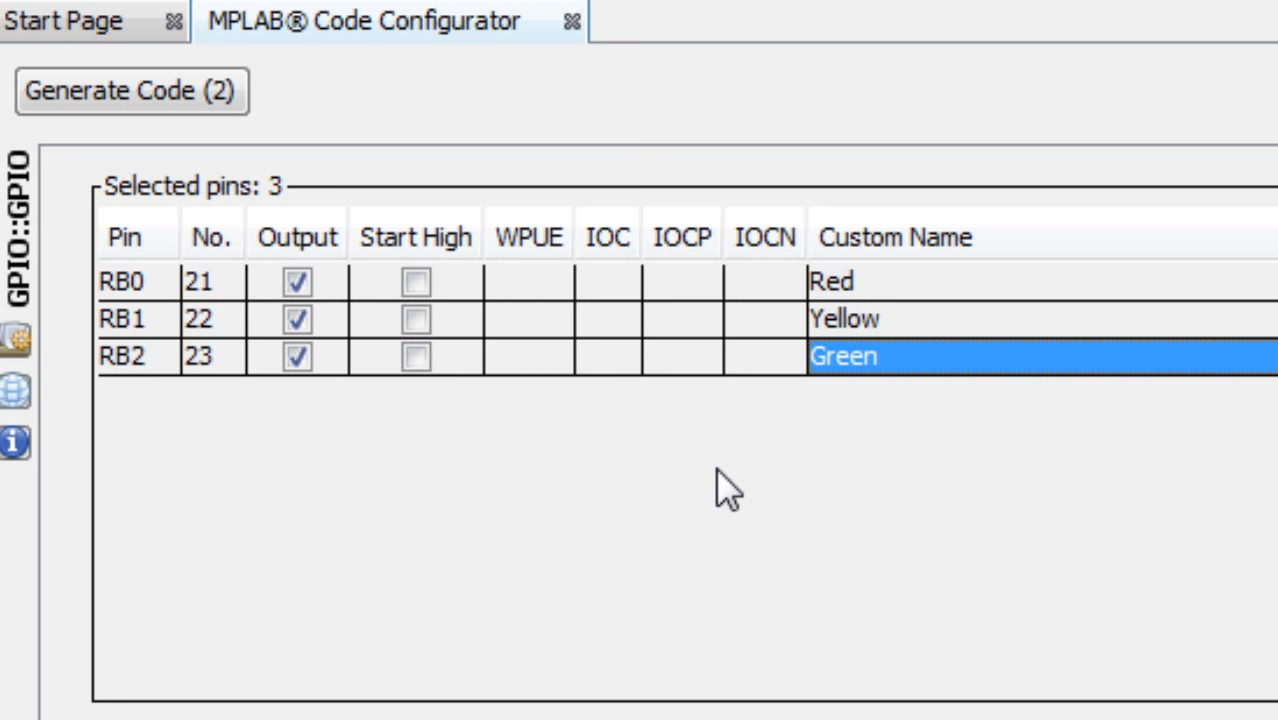 Start Page
MPLAB® Code Configurator
Generate Code (2)
GPIO::GPIO
Selected pins: 3
Pin No. Output Start High WPUE IOC IOCP IOCN Custom Name
RB0 21 Red
RB1 22 Yellow
RB2 23 Green